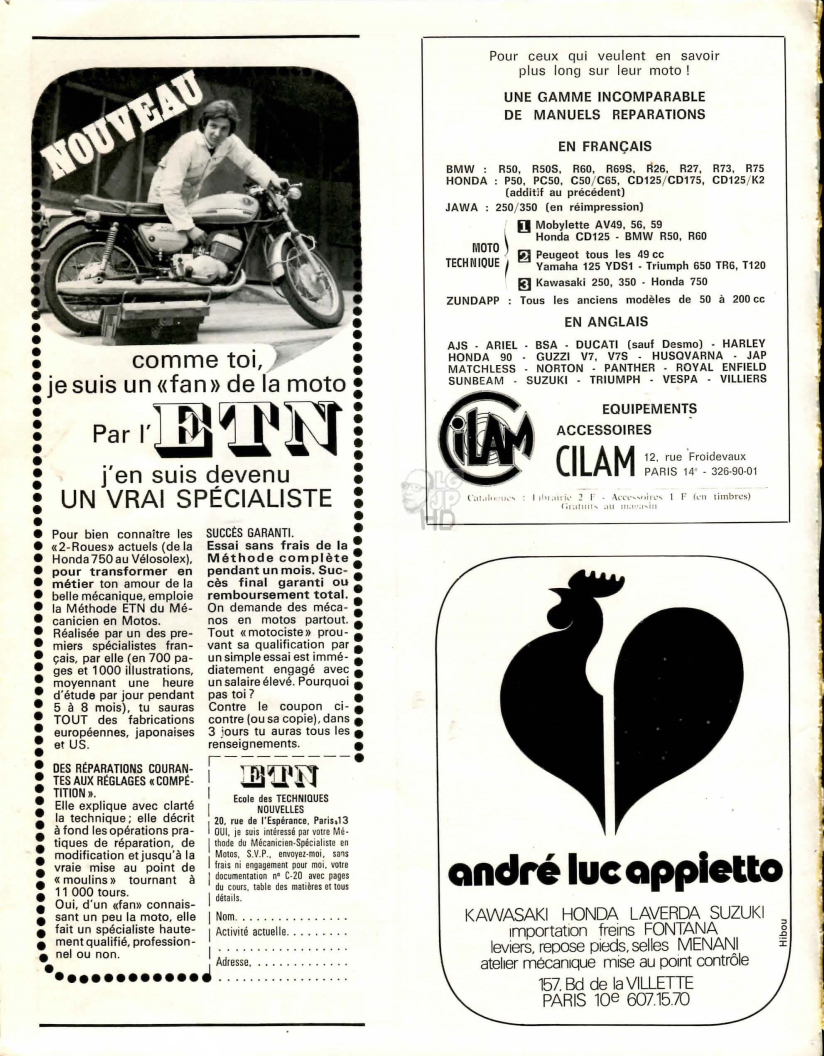 NOUVEAU
comme toi,
je suis un «fan» de la moto
Par l'ETN
j'en suis devenu
UN VRAI SPÉCIALISTE
Pour bien connaître les
«2-Roues» actuels (de la
Honda 750 au Vélosolex),
pour transformer en
métier ton amour de la
belle mécanique, emploie
la Méthode ETN du Mé-
canicien en Motos.
Réalisée par un des pre-
miers spécialistes fran-
çais, par elle (en 700 pa-
ges et 1000 illustrations,
moyennant une heure
d'étude par jour pendant
5 à 8 mois), tu sauras
TOUT des fabrications
européennes, japonaises
et US.
DES RÉPARATIONS COURAN-
TES AUX RÉGLAGES «COMPÉ-
TITION».
Elle explique avec clarté
la technique ; elle décrit
à fond les opérations pra-
tiques de réparation, de
modification et jusqu'à la
vraie mise au point de
«moulins» tournant à
11 000 tours.
Oui, d'un «fan» connais-
sant un peu la moto, elle
fait un spécialiste haute-
ment qualifié, profession-
nel ou non.
SUCCÈS GARANTI.
Essai sans frais de la
Méthode complète
pendant un mois. Suc-
cès final garanti ou
remboursement total.
On demande des méca-
nos en motos partout.
Tout «motociste» prou-
vant sa qualification par
un simple essai est immé-
diatement engagé avec
un salaire élevé. Pourquoi
pas toi ?
Contre le coupon ci-
contre (ou sa copie), dans
3 jours tu auras tous les
renseignements.
ETN
Ecole des TECHNIQUES
NOUVELLES
20, rue de l'Espérance, Paris,13
OUI, je suis intéressé par votre Mé-
thode du Mécanicien-Spécialiste en
Motos, S.V.P., envoyez-moi, sans
frais ni engagement pour moi, votre
documentation nº C-20 avec pages
du cours, table des matières et tous
détails.
Nom. . . . . . . . . . . . . . . .
Activité actuelle. . . . . . . . .
. . . . . . . . . . . . . . . . . .
Adresse, . . . . . . . . . . . . .
. . . . . . . . . . . . . . . . . .
Pour ceux qui veulent en savoir
plus long sur leur moto !
UNE GAMME INCOMPARABLE
DE MANUELS REPARATIONS
EN FRANÇAIS
BMW : R50, R50S, R60, R69S, R26, R27, R73, R75
HONDA : P50, PC50, C50/C65, CD125/CD175, CD125/K2
(additif au précédent)
JAWA : 250/350 (en réimpression)
MOTO TECHNIQUE
1 Mobylette AV49, 56, 59
Honda CD125 - BMW R50, R60
2 Peugeot tous les 49 cc
Yamaha 125 YDS1 - Triumph 650 TR6, T120
3 Kawasaki 250, 350 - Honda 750
ZUNDAPP : Tous les anciens modèles de 50 à 200 cc
EN ANGLAIS
AJS - ARIEL - BSA - DUCATI (sauf Desmo) - HARLEY
HONDA 90 - GUZZI V7, V7S - HUSQVARNA - JAP
MATCHLESS - NORTON - PANTHER - ROYAL ENFIELD
SUNBEAM - SUZUKI - TRIUMPH - VESPA - VILLIERS
CILAM
EQUIPEMENTS
ACCESSOIRES
CILAM 12, rue Froidevaux
PARIS 14e - 326-90-01
Catalogues : Librairie 2 F - Accessoires 1 F (en timbres)
Gratuits au magasin
LG
JP
HD
andré luc appietto
KAWASAKI HONDA LAVERDA SUZUKI
importation freins FONTANA
leviers, repose pieds, selles MENANI
atelier mécanique mise au point contrôle
157, Bd de la VILLETTE
PARIS 10e 607.15.70
Hibou